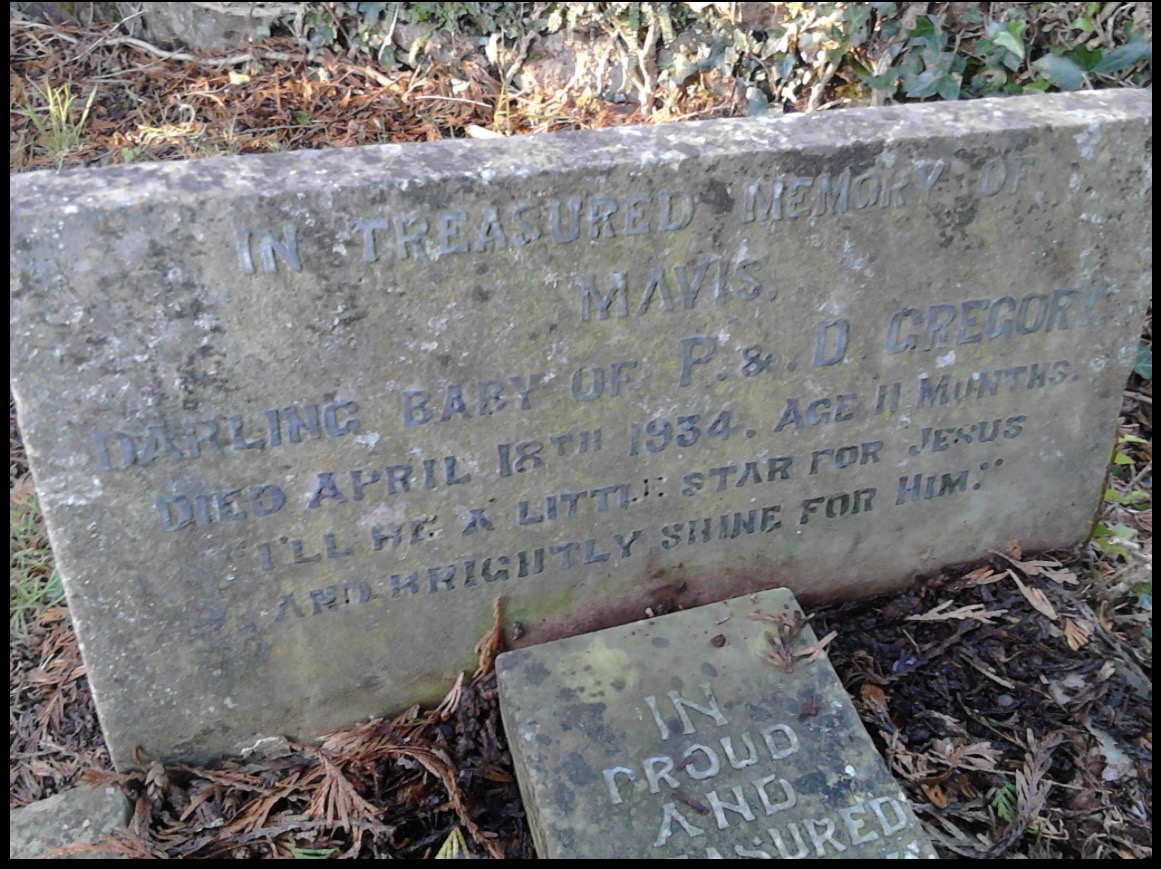 IN TREASURED MEMORY OF
MAVIS.
DARLING BABY OF P. & D. GREGORY.
DIED APRIL 18TH 1934. AGE 11 MONTHS.
"I'LL BE A LITTLE STAR FOR JESUS
AND BRIGHTLY SHINE FOR HIM."
IN
PROUD
AND